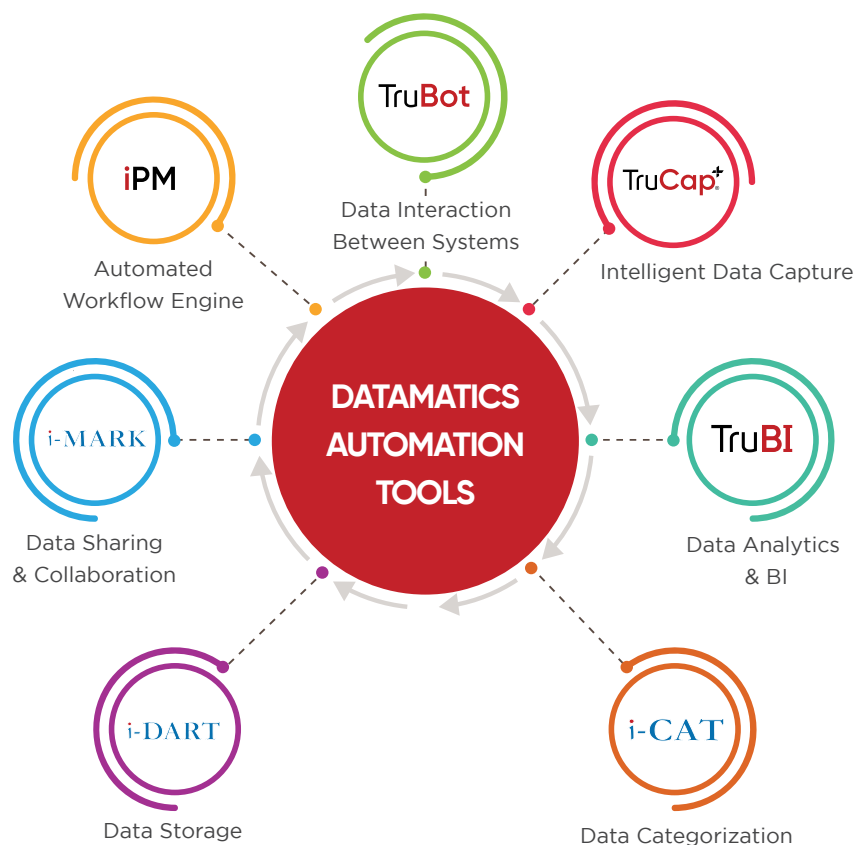 TruBot
Data Interaction
Between Systems
TruCap+
Intelligent Data Capture
TruBI
Data Analytics
& BI
i-CAT
Data Categorization
i-DART
Data Storage
i-MARK
Data Sharing
& Collaboration
iPM
Automated
Workflow Engine
DATAMATICS
AUTOMATION
TOOLS